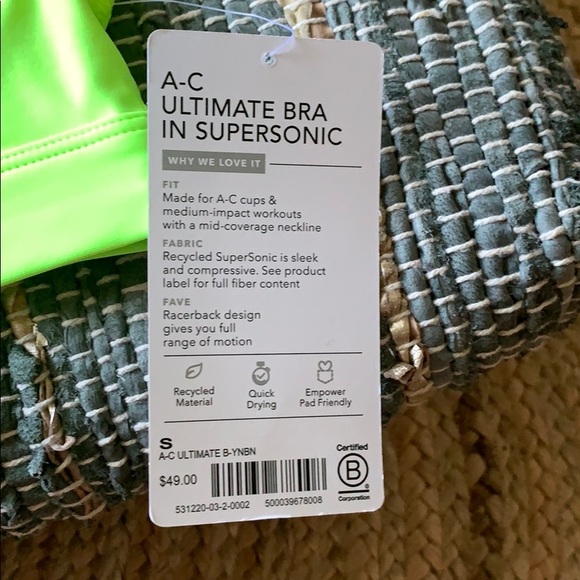 A-C
ULTIMATE BRA
IN SUPERSONIC
WHY WE LOVE IT
FIT
Made for A-C cups &
medium-impact workouts
with a mid-coverage neckline
FABRIC
Recycled SuperSonic is sleek
and compressive. See product
label for full fiber content
FAVE
Racerback design
gives you full
range of motion
Recycled
Material
Quick
Drying
Empower
Pad Friendly
S
A-C ULTIMATE B-YNBN
$49.00
531220-03-2-0002 500039678008
Certified
B
Corporation